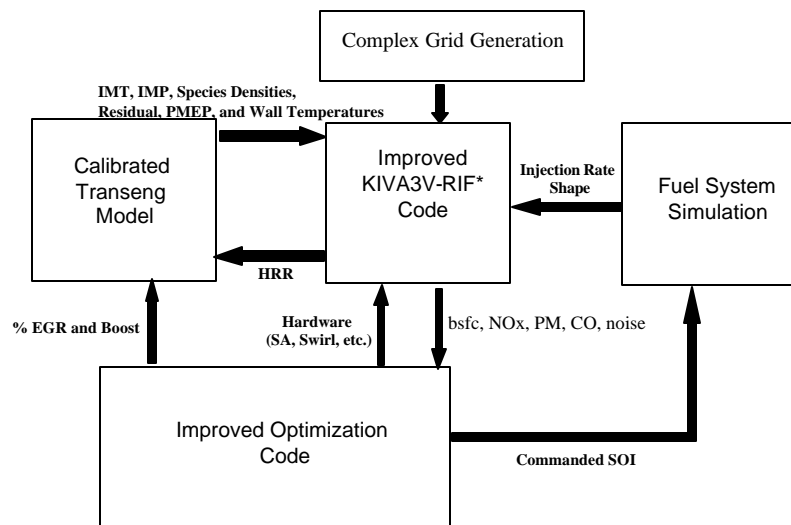 Complex Grid Generation
IMT, IMP, Species Densities,
Residual, PMEP, and Wall Temperatures
Calibrated
Transeng
Model
Improved
KIVA3V-RIF*
Code
Injection Rate
Shape
Fuel System
Simulation
HRR
% EGR and Boost
Hardware
(SA, Swirl, etc.)
bsfc, NOx, PM, CO, noise
Improved Optimization
Code
Commanded SOI